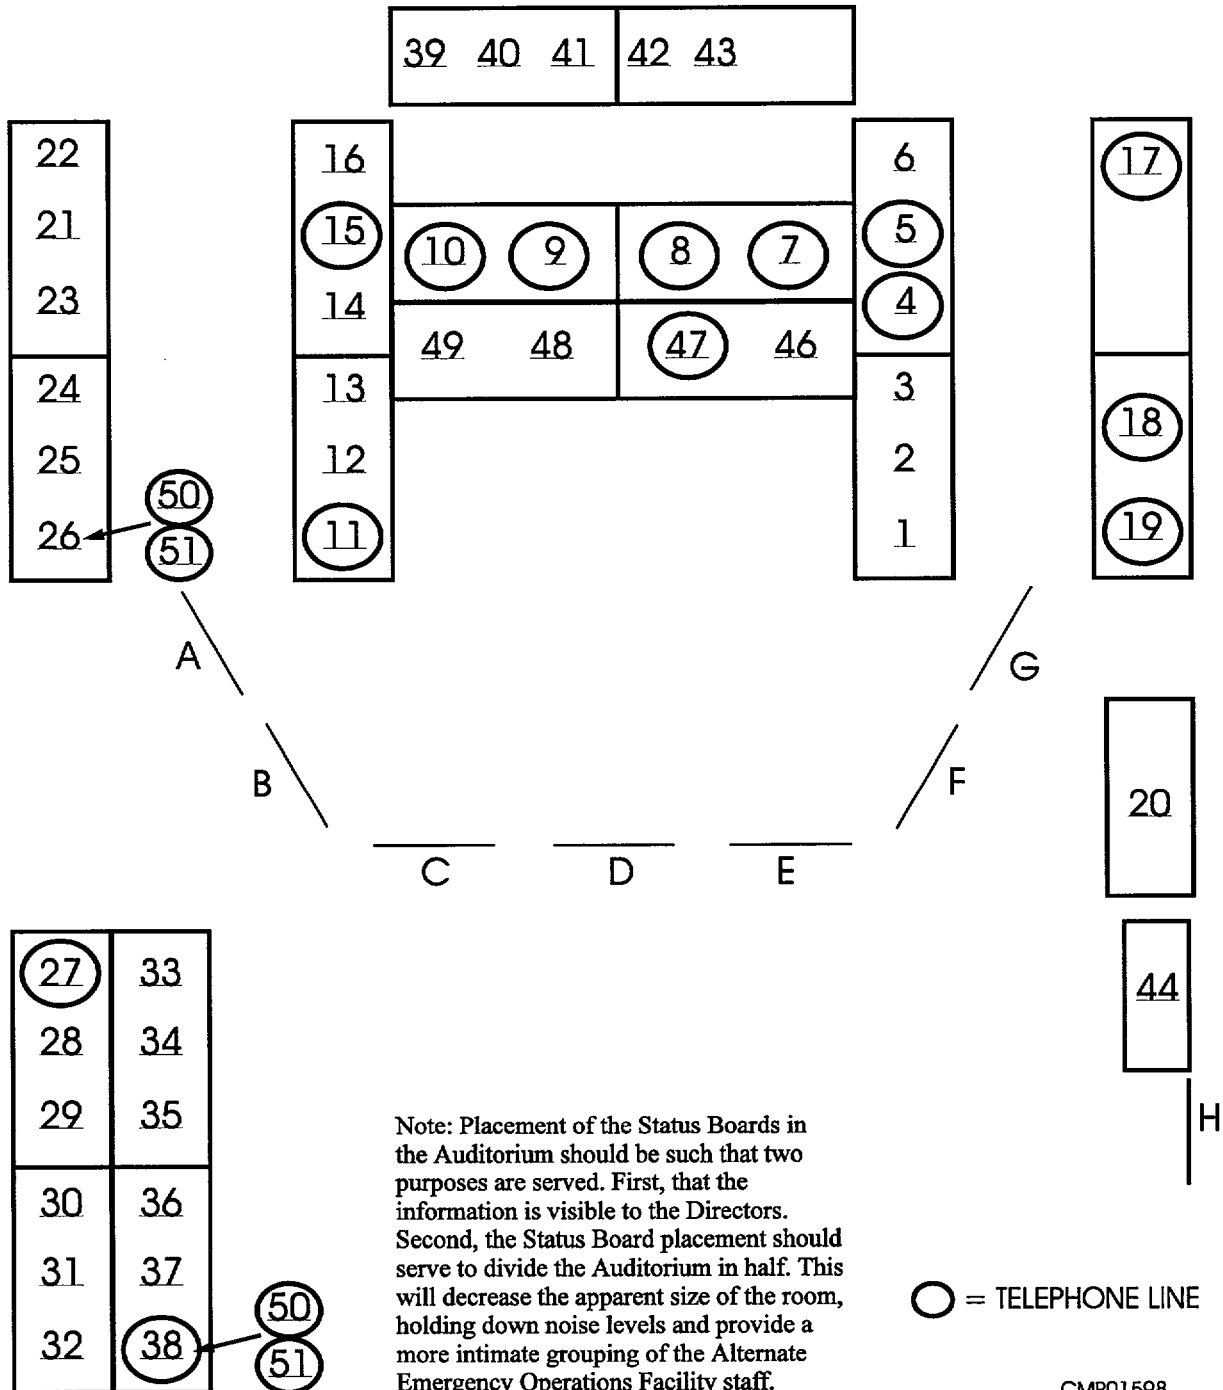 39 40 41 42 43
22 16 6 17
21 15 10 9 8 7 5
23 14 4
49 48 47 46
24 13 3
18
25 12 2
50
26 11 1 19
51
A G
B F
20
C D E
27 33
44
28 34
29 35
H
Note: Placement of the Status Boards in
the Auditorium should be such that two
purposes are served. First, that the
information is visible to the Directors.
Second, the Status Board placement should
serve to divide the Auditorium in half. This
will decrease the apparent size of the room,
holding down noise levels and provide a
more intimate grouping of the Alternate
Emergency Operations Facility staff.
30 36
31 37
50
32 38
51
= TELEPHONE LINE
CMP01598